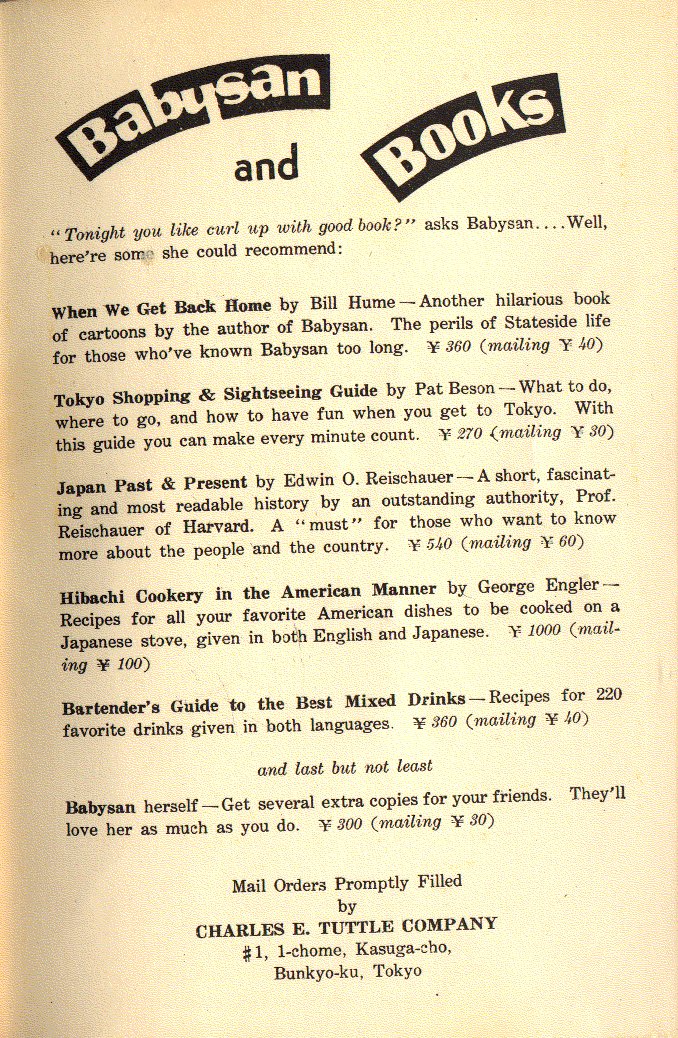 Babysan
and Books
"Tonight you like curl up with good book?" asks Babysan....Well,
here're some she could recommend:
When We Get Back Home by Bill Hume—Another hilarious book
of cartoons by the author of Babysan. The perils of Stateside life
for those who've known Babysan too long. ¥ 360 (mailing ¥ 40)
Tokyo Shopping & Sightseeing Guide by Pat Beson—What to do,
where to go, and how to have fun when you get to Tokyo. With
this guide you can make every minute count. ¥ 270 (mailing ¥ 30)
Japan Past & Present by Edwin O. Reischauer—A short, fascinat-
ing and most readable history by an outstanding authority, Prof.
Reischauer of Harvard. A "must" for those who want to know
more about the people and the country. ¥ 540 (mailing ¥ 60)
Hibachi Cookery in the American Manner by George Engler—
Recipes for all your favorite American dishes to be cooked on a
Japanese stove, given in both English and Japanese. ¥ 1000 (mail-
ing ¥ 100)
Bartender's Guide to the Best Mixed Drinks—Recipes for 220
favorite drinks given in both languages. ¥ 360 (mailing ¥ 40)
and last but not least
Babysan herself—Get several extra copies for your friends. They'll
love her as much as you do. ¥ 300 (mailing ¥ 30)
Mail Orders Promptly Filled
by
CHARLES E. TUTTLE COMPANY
#1, 1-chome, Kasuga-cho,
Bunkyo-ku, Tokyo